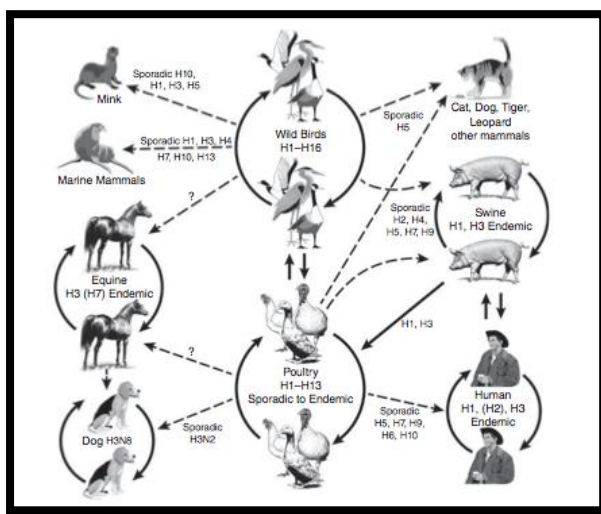 Sporadic H10,
H1, H3, H5
Mink
Sporadic H1, H3, H4
H7, H10, H13
Marine Mammals
Wild Birds
H1–H16
Sporadic
H5
Cat, Dog, Tiger,
Leopard
other mammals
?
Sporadic
H2, H4,
H5, H7, H9
Swine
H1, H3 Endemic
Equine
H3 (H7) Endemic
H1, H3
?
Poultry
H1–H13
Sporadic to Endemic
Human
H1, (H2), H3
Endemic
Sporadic
H5, H7, H9,
H6, H10
Dog H3N8
Sporadic
H3N2